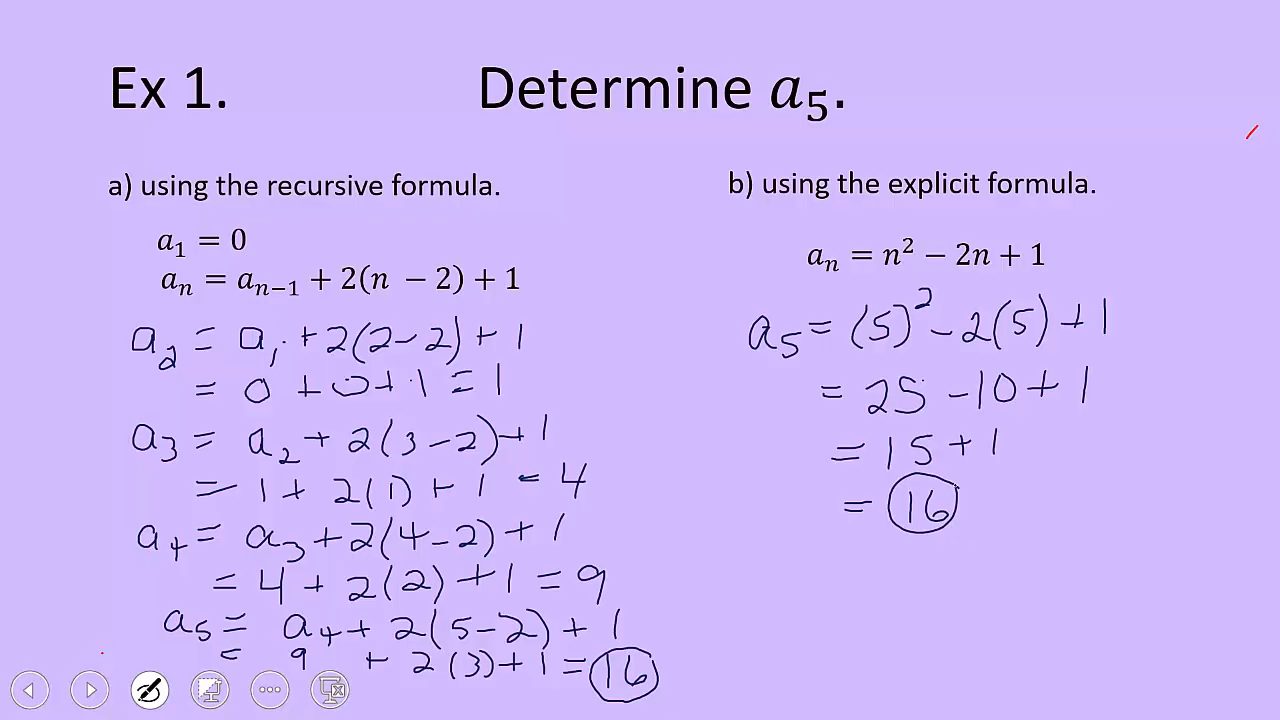 Ex 1. Determine a₅.
a) using the recursive formula.
a₁ = 0
aₙ = aₙ₋₁ + 2(n − 2) + 1
a₂ = a₁ + 2(2 − 2) + 1
= 0 + 0 + 1 = 1
a₃ = a₂ + 2(3 − 2) + 1
= 1 + 2(1) + 1 = 4
a₄ = a₃ + 2(4 − 2) + 1
= 4 + 2(2) + 1 = 9
a₅ = a₄ + 2(5 − 2) + 1
= 9 + 2(3) + 1 = 16
b) using the explicit formula.
aₙ = n² − 2n + 1
a₅ = (5)² − 2(5) + 1
= 25 − 10 + 1
= 15 + 1
= 16